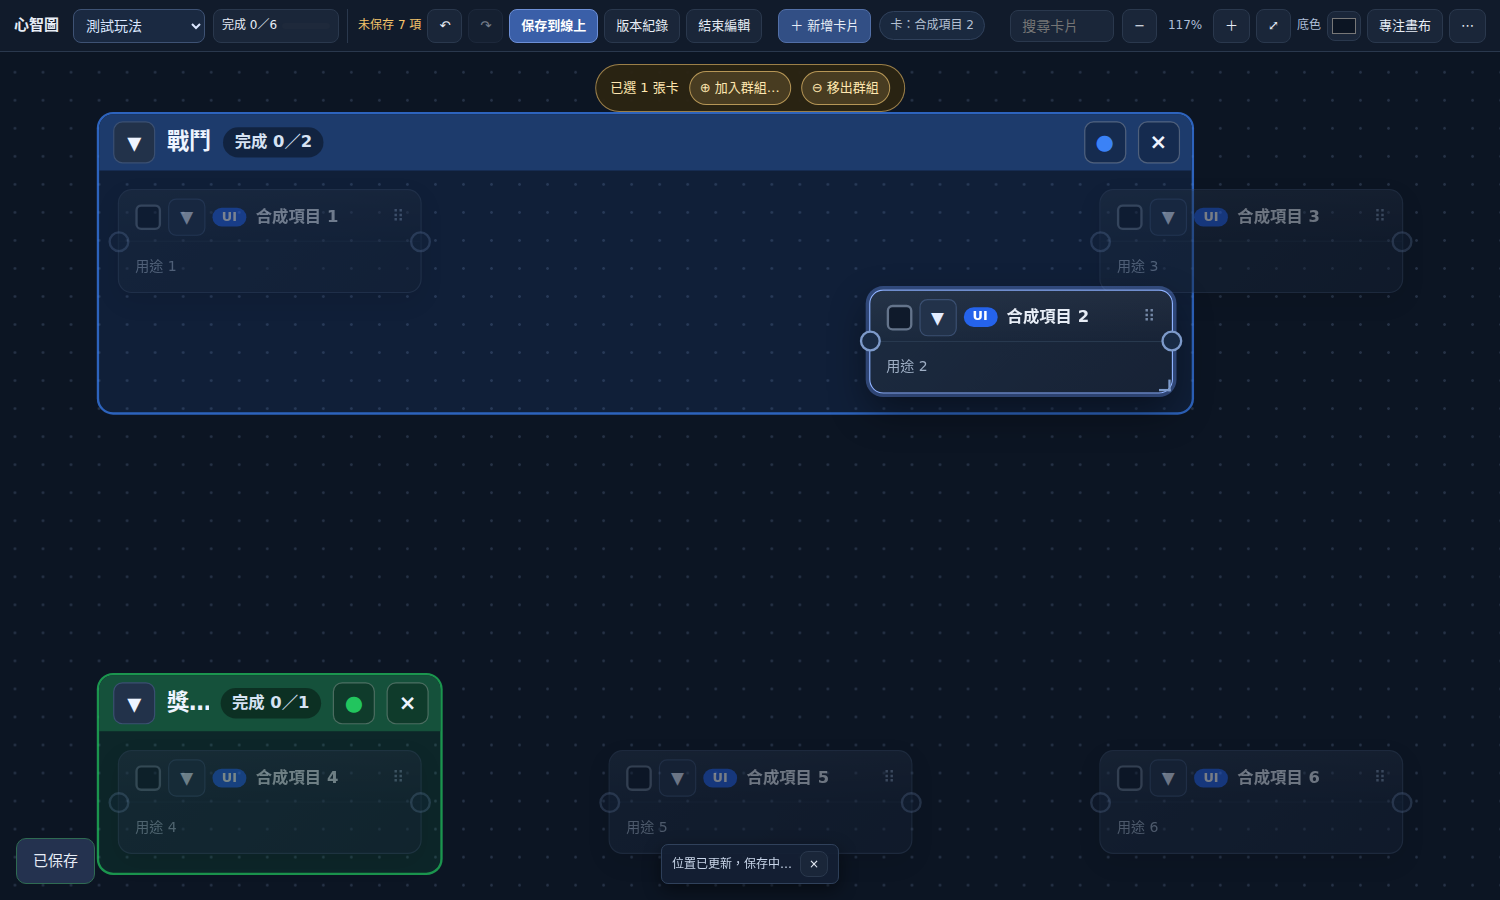 心智圖 測試玩法 完成 0／6 未保存 7 項 ↶ ↷ 保存到線上 版本紀錄 結束編輯 ＋ 新增卡片 卡：合成項目 2 搜尋卡片 − 117% ＋ ⤢ 底色 專注畫布 ⋯
已選 1 張卡 ⊕ 加入群組… ⊖ 移出群組
▼ 戰鬥 完成 0／2 ● ×
▼ UI 合成項目 1 ⠿
用途 1
▼ UI 合成項目 3 ⠿
用途 3
▼ UI 合成項目 2 ⠿
用途 2
▼ 獎… 完成 0／1 ● ×
▼ UI 合成項目 4 ⠿
用途 4
▼ UI 合成項目 5 ⠿
用途 5
▼ UI 合成項目 6 ⠿
用途 6
已保存
位置已更新，保存中… ×